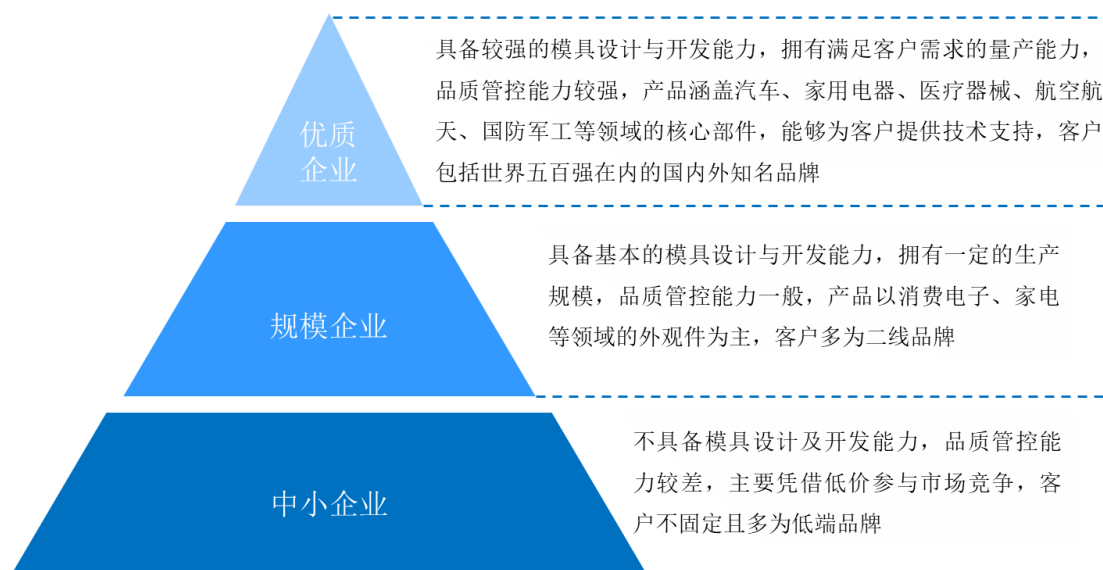 优质
企业
具备较强的模具设计与开发能力，拥有满足客户需求的量产能力，
品质管控能力较强，产品涵盖汽车、家用电器、医疗器械、航空航
天、国防军工等领域的核心部件，能够为客户提供技术支持，客户
包括世界五百强在内的国内外知名品牌
规模企业
具备基本的模具设计与开发能力，拥有一定的生产
规模，品质管控能力一般，产品以消费电子、家电
等领域的外观件为主，客户多为二线品牌
中小企业
不具备模具设计及开发能力，品质管控能
力较差，主要凭借低价参与市场竞争，客
户不固定且多为低端品牌